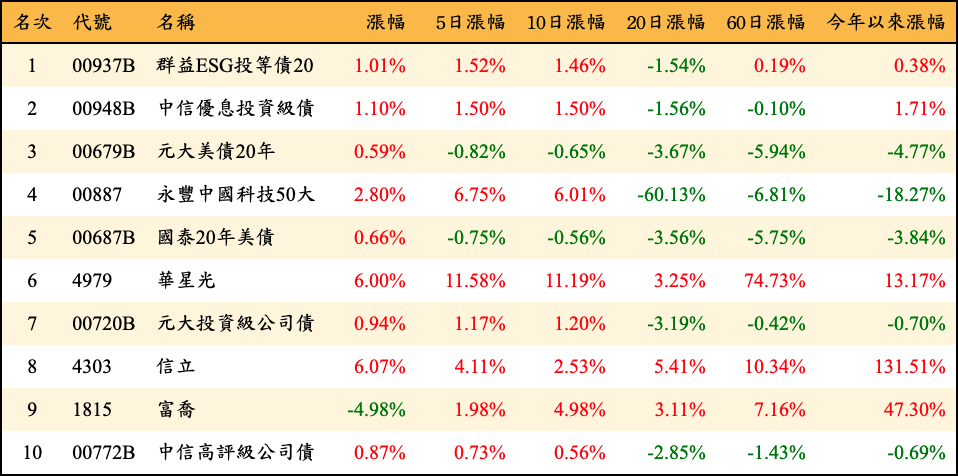 名次 代號 名稱 漲幅 5日漲幅 10日漲幅 20日漲幅 60日漲幅 今年以來漲幅
1 00937B 群益ESG投等債20 1.01% 1.52% 1.46% -1.54% 0.19% 0.38%
2 00948B 中信優息投資級債 1.10% 1.50% 1.50% -1.56% -0.10% 1.71%
3 00679B 元大美債20年 0.59% -0.82% -0.65% -3.67% -5.94% -4.77%
4 00887 永豐中國科技50大 2.80% 6.75% 6.01% -60.13% -6.81% -18.27%
5 00687B 國泰20年美債 0.66% -0.75% -0.56% -3.56% -5.75% -3.84%
6 4979 華星光 6.00% 11.58% 11.19% 3.25% 74.73% 13.17%
7 00720B 元大投資級公司債 0.94% 1.17% 1.20% -3.19% -0.42% -0.70%
8 4303 信立 6.07% 4.11% 2.53% 5.41% 10.34% 131.51%
9 1815 富喬 -4.98% 1.98% 4.98% 3.11% 7.16% 47.30%
10 00772B 中信高評級公司債 0.87% 0.73% 0.56% -2.85% -1.43% -0.69%